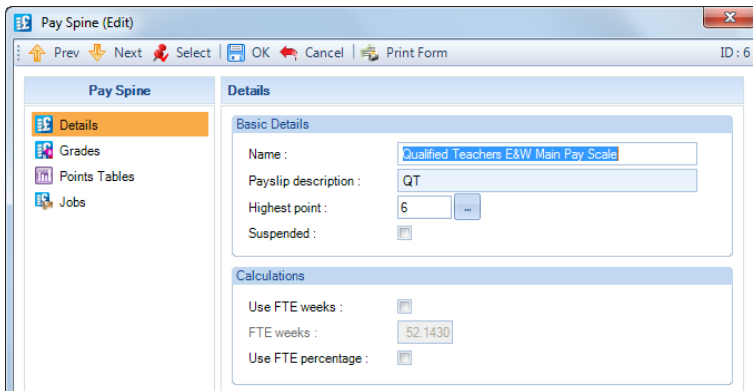 Pay Spine (Edit)
Prev Next Select OK Cancel Print Form ID : 6
Pay Spine
Details
Grades
Points Tables
Jobs
Details
Basic Details
Name : Qualified Teachers E&W Main Pay Scale
Payslip description : QT
Highest point : 6 ...
Suspended :
Calculations
Use FTE weeks :
FTE weeks : 52.1430
Use FTE percentage :